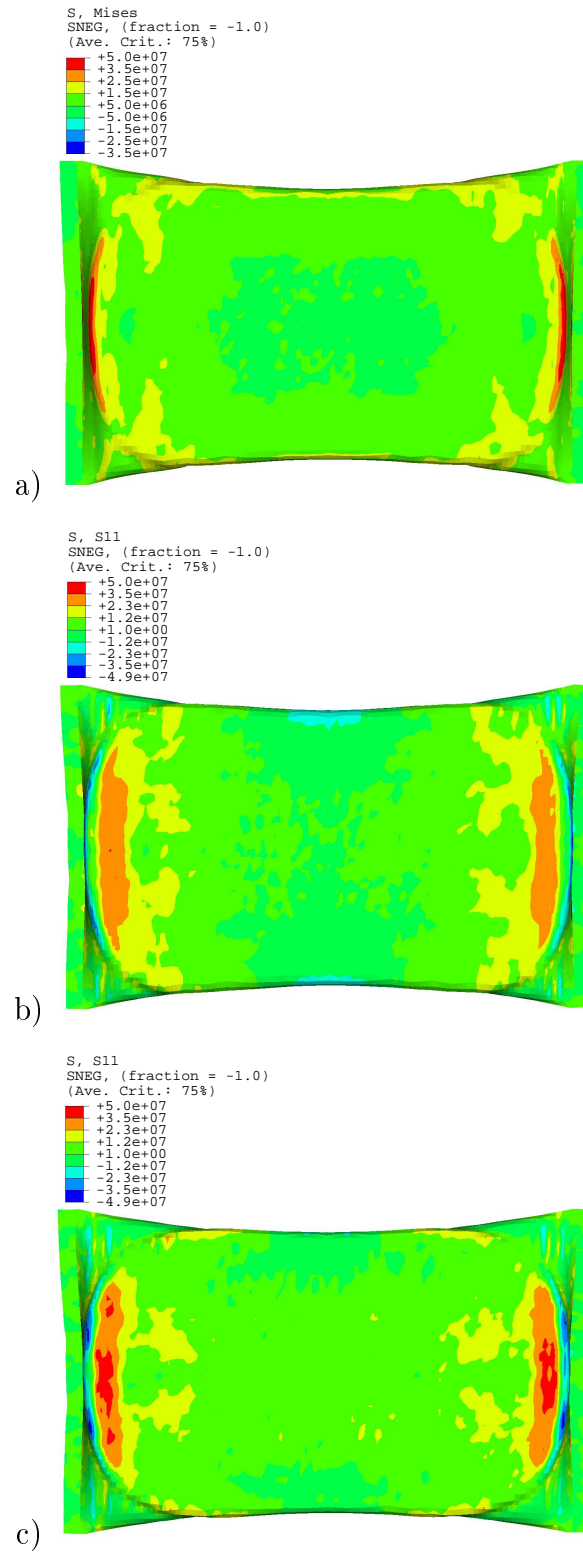 S, Mises
SNEG, (fraction = -1.0)
(Ave. Crit.: 75%)
+5.0e+07
+3.5e+07
+2.5e+07
+1.5e+07
+5.0e+06
-5.0e+06
-1.5e+07
-2.5e+07
-3.5e+07
a)
S, S11
SNEG, (fraction = -1.0)
(Ave. Crit.: 75%)
+5.0e+07
+3.5e+07
+2.3e+07
+1.2e+07
+1.0e+00
-1.2e+07
-2.3e+07
-3.5e+07
-4.9e+07
b)
S, S11
SNEG, (fraction = -1.0)
(Ave. Crit.: 75%)
+5.0e+07
+3.5e+07
+2.3e+07
+1.2e+07
+1.0e+00
-1.2e+07
-2.3e+07
-3.5e+07
-4.9e+07
c)